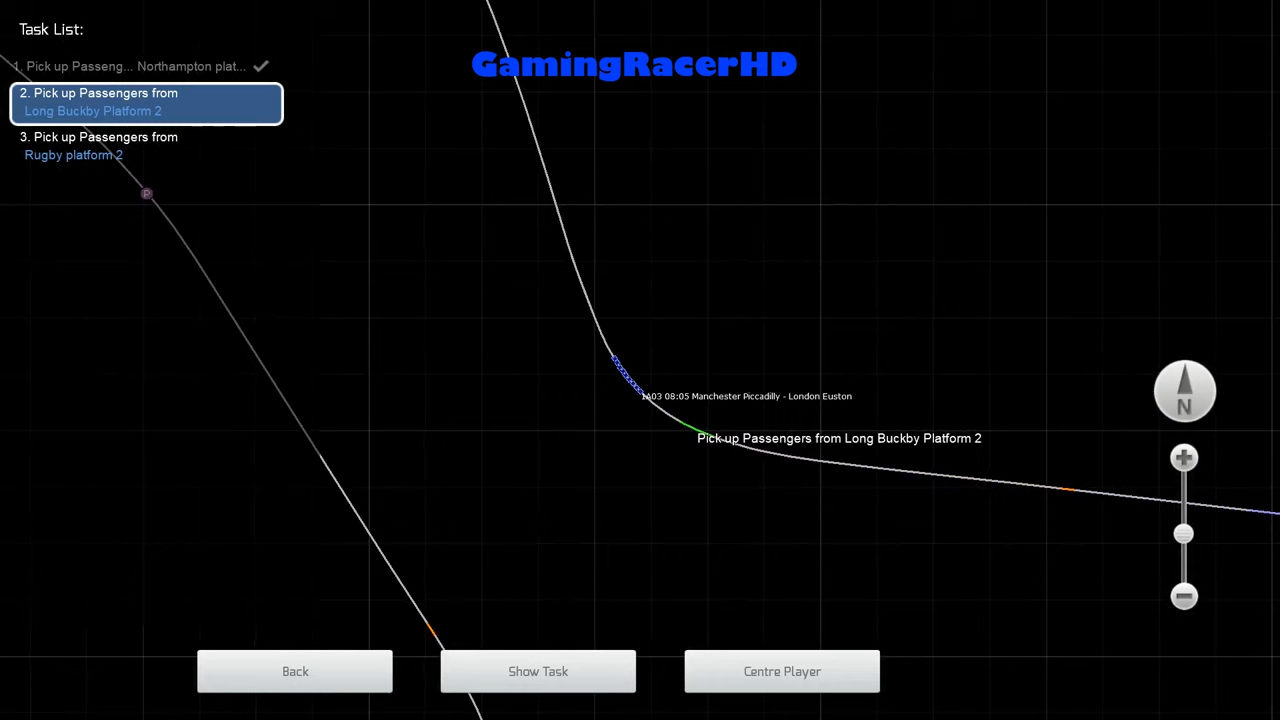 Task List:
GamingRacerHD
1. Pick up Passeng... Northampton plat...
2. Pick up Passengers from
Long Buckby Platform 2
3. Pick up Passengers from
Rugby platform 2
P
1A03 08:05 Manchester Piccadilly - London Euston
Pick up Passengers from Long Buckby Platform 2
N
Back
Show Task
Centre Player